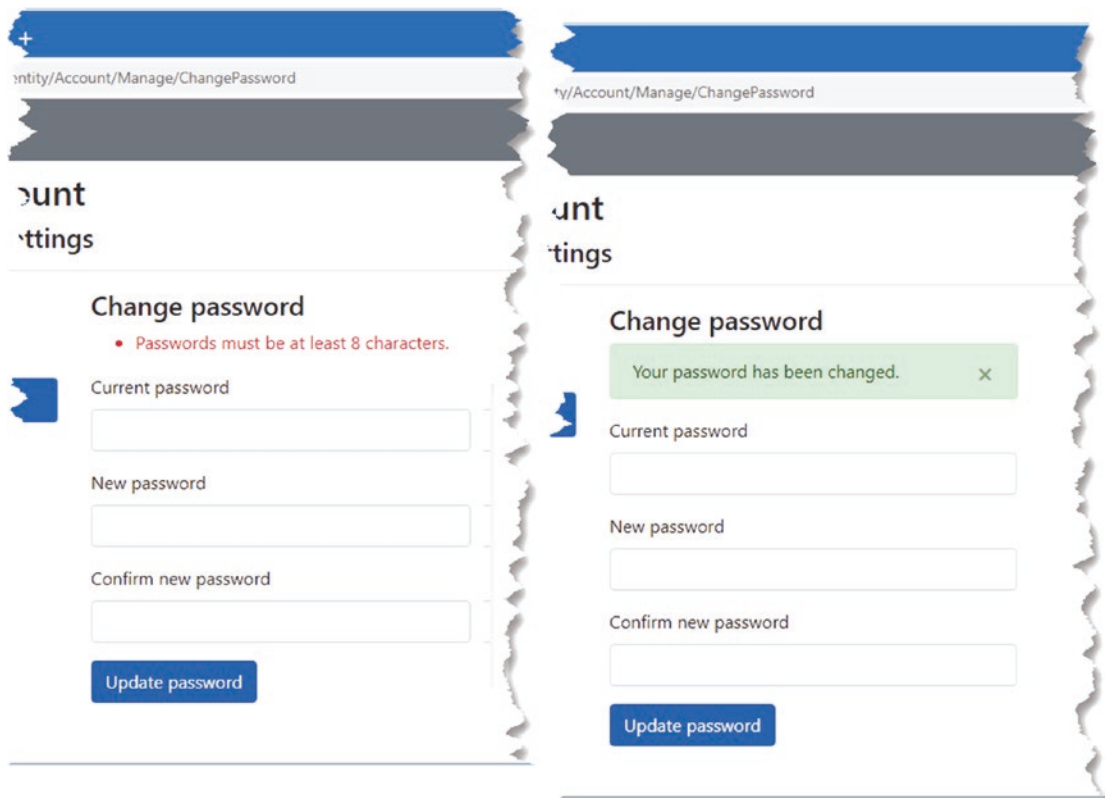 +
entity/Account/Manage/ChangePassword
ount
ttings
Change password
• Passwords must be at least 8 characters.
Current password
New password
Confirm new password
Update password
ty/Account/Manage/ChangePassword
unt
tings
Change password
Your password has been changed. ×
Current password
New password
Confirm new password
Update password